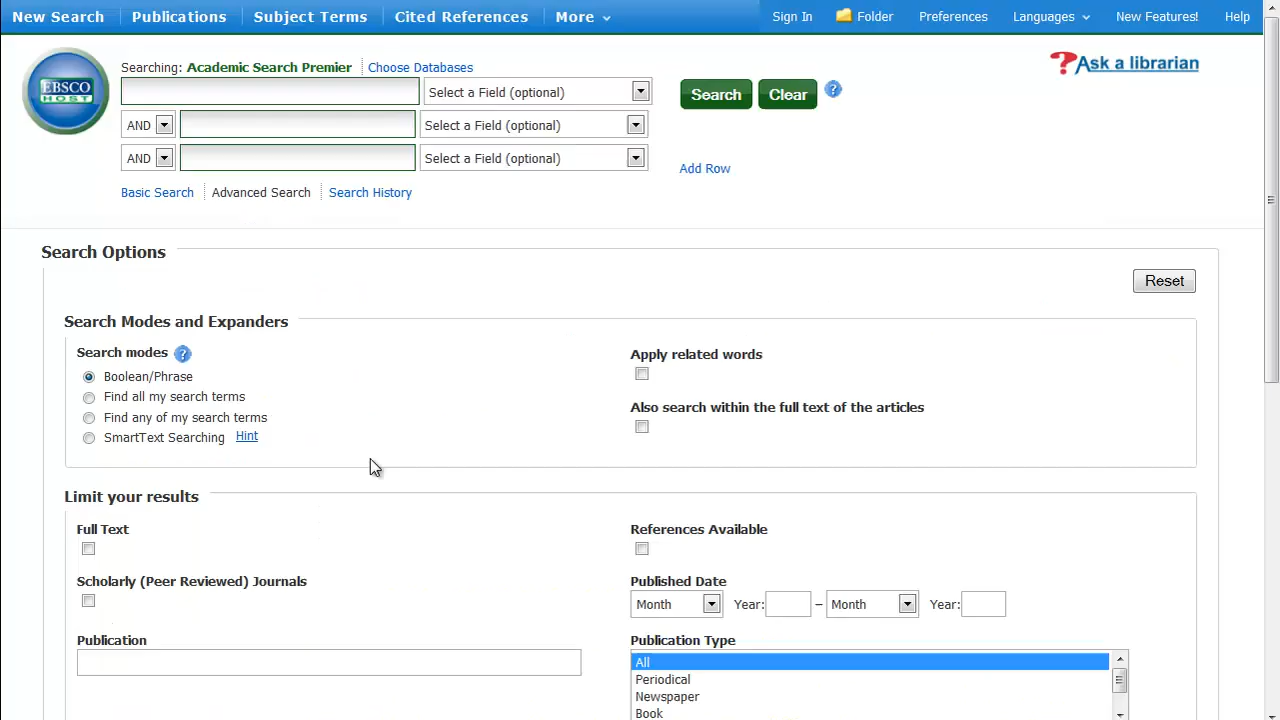 New Search Publications Subject Terms Cited References More Sign In Folder Preferences Languages New Features! Help
Searching: Academic Search Premier Choose Databases
?Ask a librarian
EBSCO
HOST
Select a Field (optional) Search Clear ?
AND Select a Field (optional)
AND Select a Field (optional)
Add Row
Basic Search Advanced Search Search History
Search Options
Reset
Search Modes and Expanders
Search modes ?
Boolean/Phrase
Find all my search terms
Find any of my search terms
SmartText Searching Hint
Apply related words
Also search within the full text of the articles
Limit your results
Full Text
References Available
Scholarly (Peer Reviewed) Journals
Published Date
Month Year: – Month Year:
Publication
Publication Type
All
Periodical
Newspaper
Book